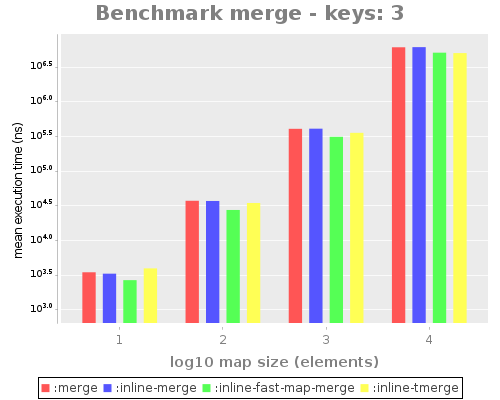 Benchmark merge - keys: 3
mean execution time (ns)
10^6.5
10^6.0
10^5.5
10^5.0
10^4.5
10^4.0
10^3.5
10^3.0
1 2 3 4
log10 map size (elements)
:merge :inline-merge :inline-fast-map-merge :inline-tmerge